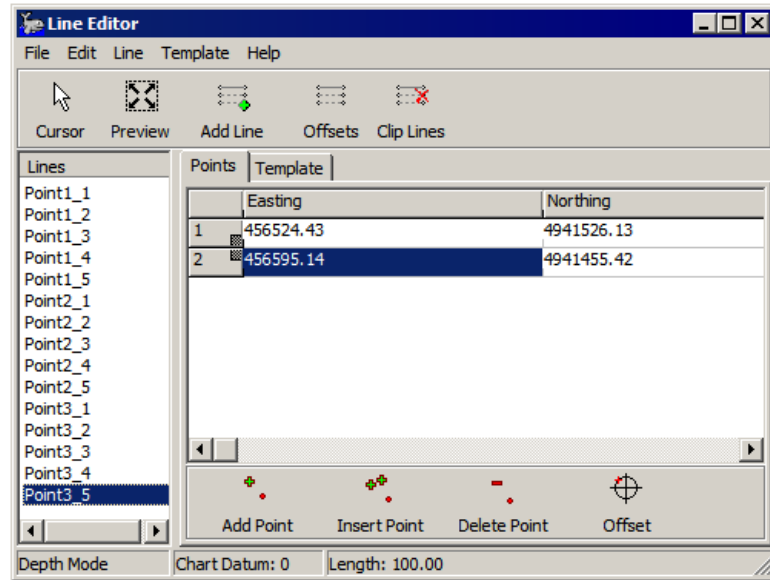 Line Editor
File Edit Line Template Help
Cursor Preview Add Line Offsets Clip Lines
Lines
Point1_1
Point1_2
Point1_3
Point1_4
Point1_5
Point2_1
Point2_2
Point2_3
Point2_4
Point2_5
Point3_1
Point3_2
Point3_3
Point3_4
Point3_5
Points Template
Easting Northing
1 456524.43 4941526.13
2 456595.14 4941455.42
Add Point Insert Point Delete Point Offset
Depth Mode Chart Datum: 0 Length: 100.00